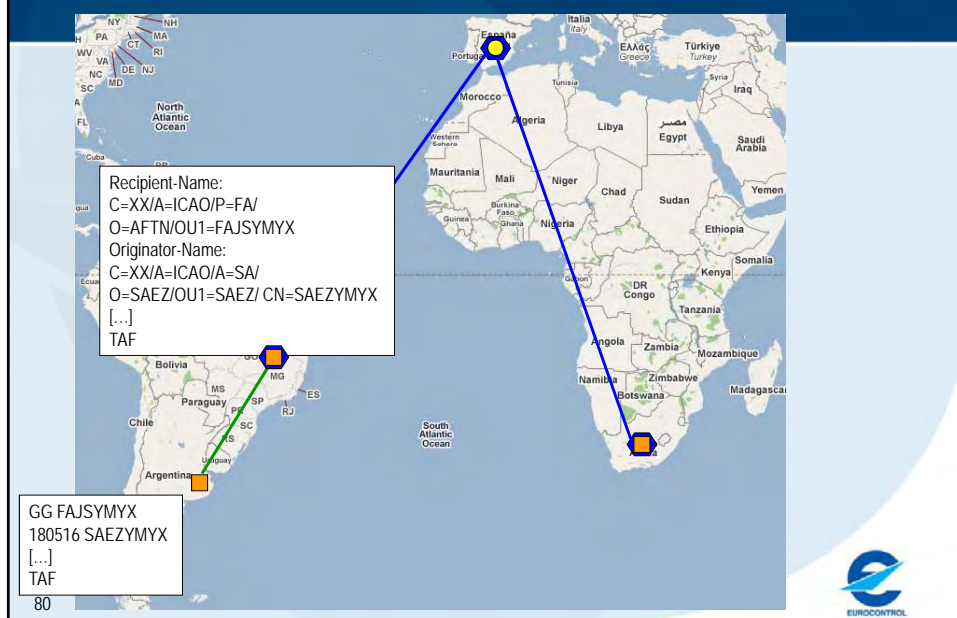 NY
NH
PA
MA
CT
RI
WV
VA
DE
NJ
NC
MD
SC
FL
North
Atlantic
Ocean
Cuba
Italia
Italy
España
Portuga
Ελλάς
Greece
Türkiye
Turkey
Syria
Iraq
Tunisia
Morocco
Algeria
Libya
مصر
Egypt
Saudi
Arabia
Western
Sahara
Mauritania
Mali
Niger
Chad
Sudan
Yemen
Burkina
Faso
Guinea
Ghana
Nigeria
Ethiopia
Somalia
Kenya
Gabon
DR
Congo
Tanzania
Angola
Zambia
Mozambique
Namibia
Zimbabwe
Botswana
Madagascar
Recipient-Name:
C=XX/A=ICAO/P=FA/
O=AFTN/OU1=FAJSYMYX
Originator-Name:
C=XX/A=ICAO/A=SA/
O=SAEZ/OU1=SAEZ/ CN=SAEZYMYX
[…]
TAF
Bolivia
GO
MG
ES
MS
SP
RJ
Paraguay
PR
SC
RS
Chile
Uruguay
Argentina
South
Atlantic
Ocean
GG FAJSYMYX
180516 SAEZYMYX
[…]
TAF
80
EUROCONTROL